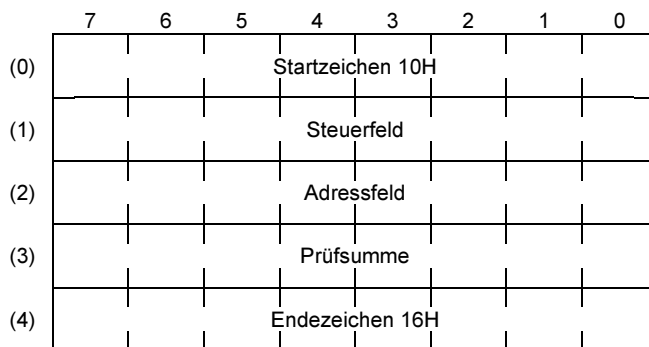 7 6 5 4 3 2 1 0
(0) Startzeichen 10H
(1) Steuerfeld
(2) Adressfeld
(3) Prüfsumme
(4) Endezeichen 16H